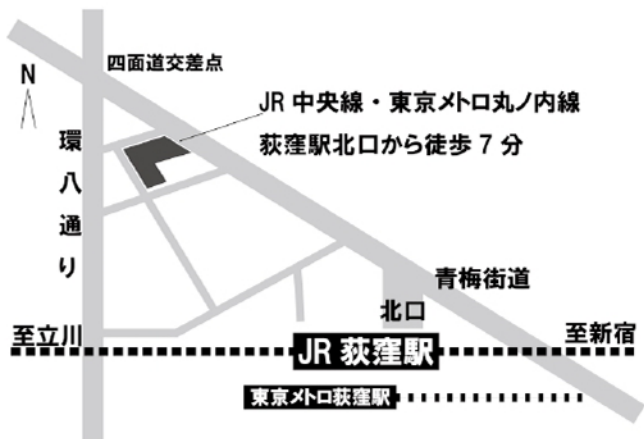 四面道交差点
N
JR 中央線・東京メトロ丸ノ内線
荻窪駅北口から徒歩 7 分
環八通り
青梅街道
北口
至立川
至新宿
JR 荻窪駅
東京メトロ荻窪駅